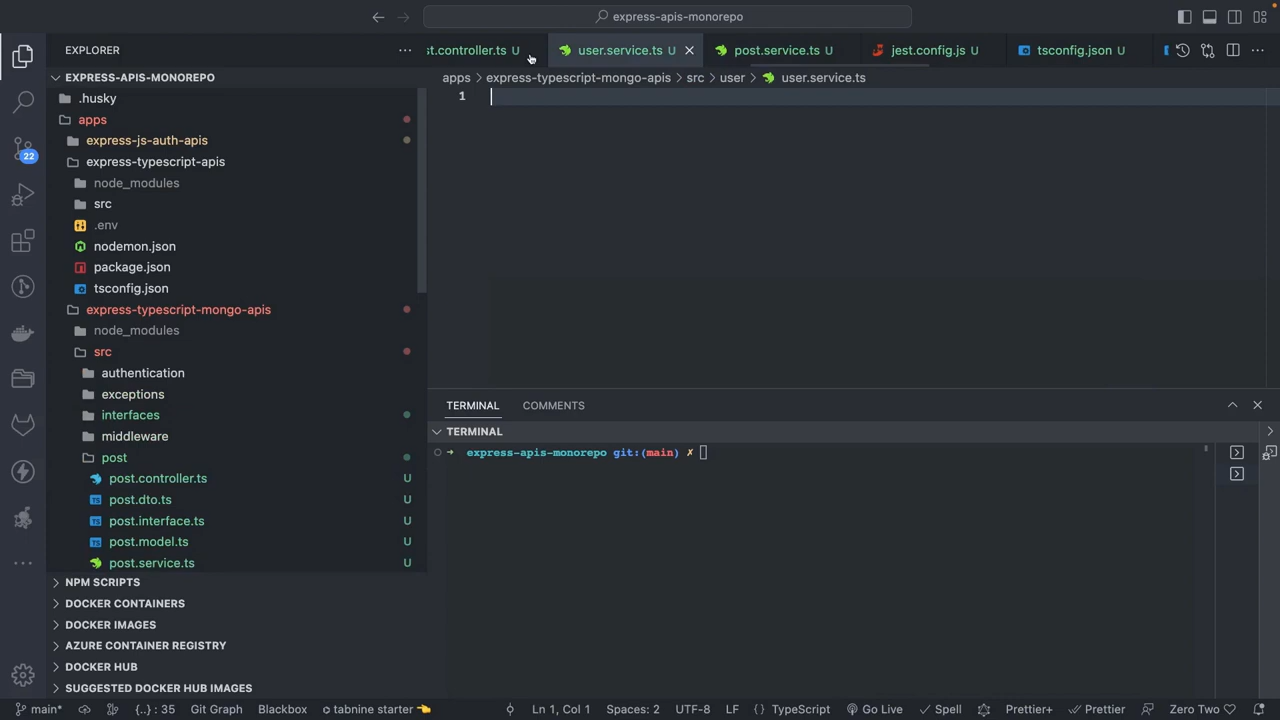 express-apis-monorepo
EXPLORER
st.controller.ts U
user.service.ts U
post.service.ts U
jest.config.js U
tsconfig.json U
EXPRESS-APIS-MONOREPO
apps > express-typescript-mongo-apis > src > user > user.service.ts
.husky
1
apps
express-js-auth-apis
express-typescript-apis
node_modules
src
.env
nodemon.json
package.json
tsconfig.json
express-typescript-mongo-apis
node_modules
src
authentication
exceptions
interfaces
middleware
post
post.controller.ts U
post.dto.ts U
post.interface.ts U
post.model.ts U
post.service.ts U
22
NPM SCRIPTS
DOCKER CONTAINERS
DOCKER IMAGES
AZURE CONTAINER REGISTRY
DOCKER HUB
SUGGESTED DOCKER HUB IMAGES
TERMINAL COMMENTS
TERMINAL
→ express-apis-monorepo git:(main) ✗
main* {..} : 35 Git Graph Blackbox tabnine starter 👈 Ln 1, Col 1 Spaces: 2 UTF-8 LF {} TypeScript Go Live Spell Prettier+ Prettier Zero Two ♡